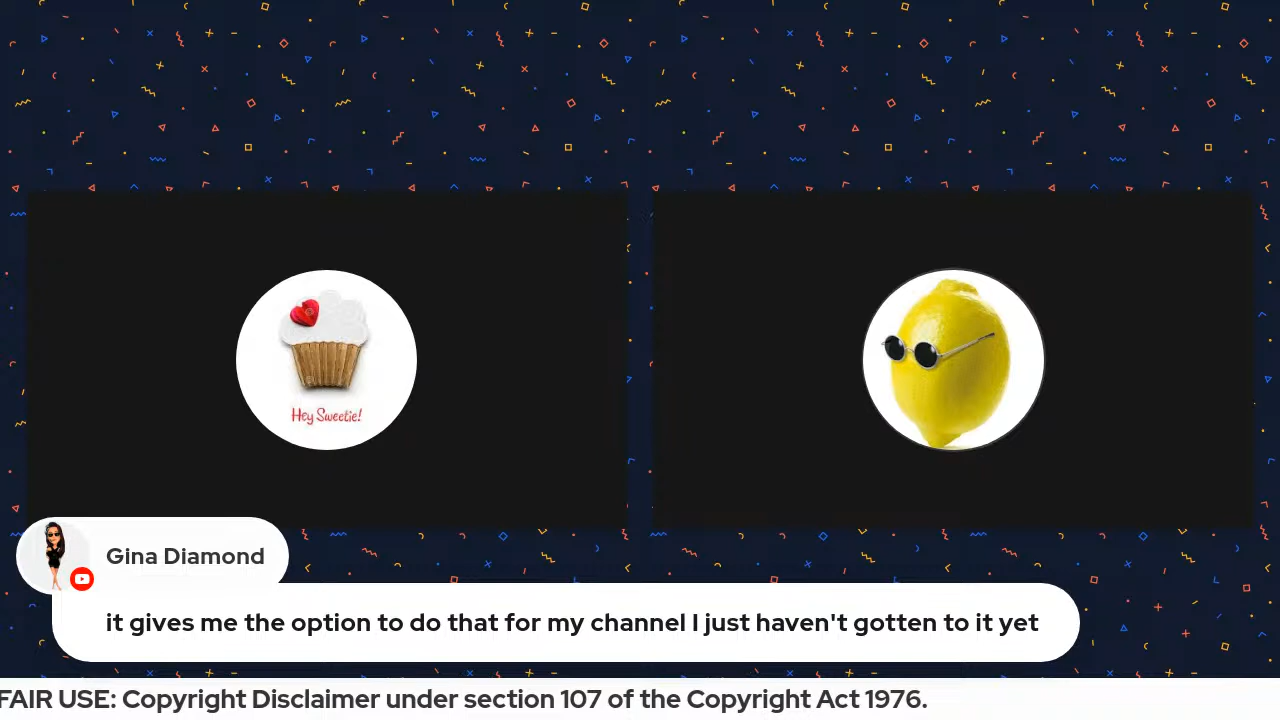 Hey Sweetie!
Gina Diamond
it gives me the option to do that for my channel I just haven't gotten to it yet
FAIR USE: Copyright Disclaimer under section 107 of the Copyright Act 1976.